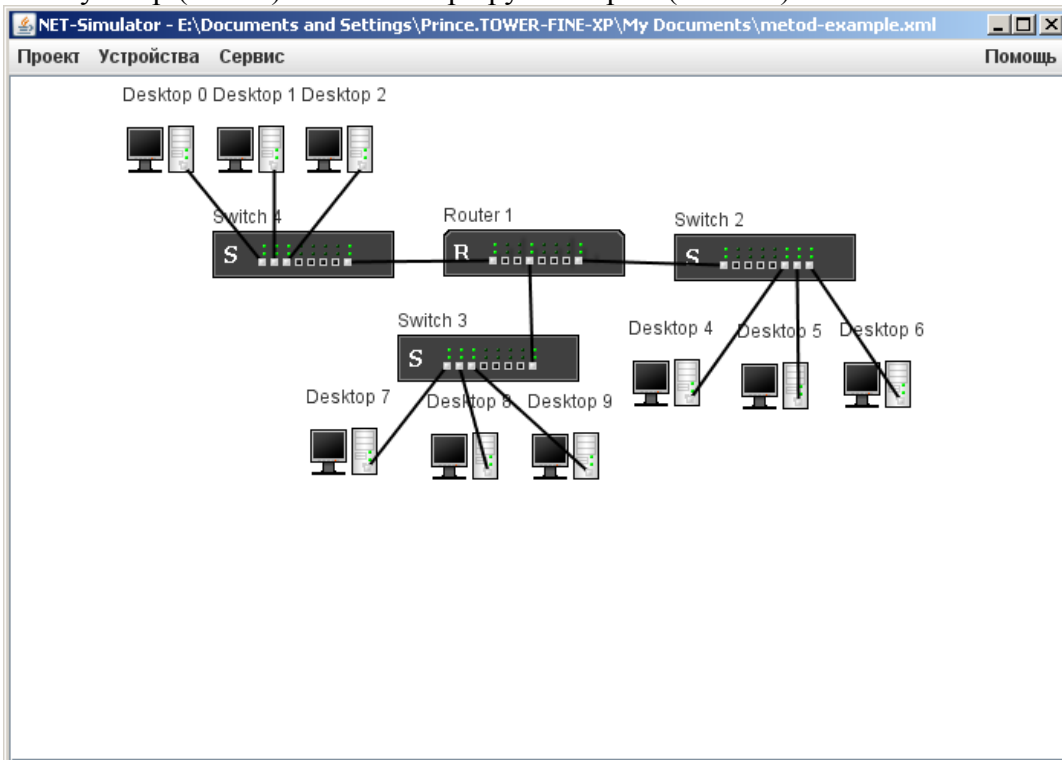 NET-Simulator - E:\Documents and Settings\Prince.TOWER-FINE-XP\My Documents\metod-example.xml
Проект Устройства Сервис Помощь
Desktop 0 Desktop 1 Desktop 2
Switch 4 Router 1 Switch 2
S R S
Switch 3
Desktop 4 Desktop 5 Desktop 6
S
Desktop 7 Desktop 8 Desktop 9